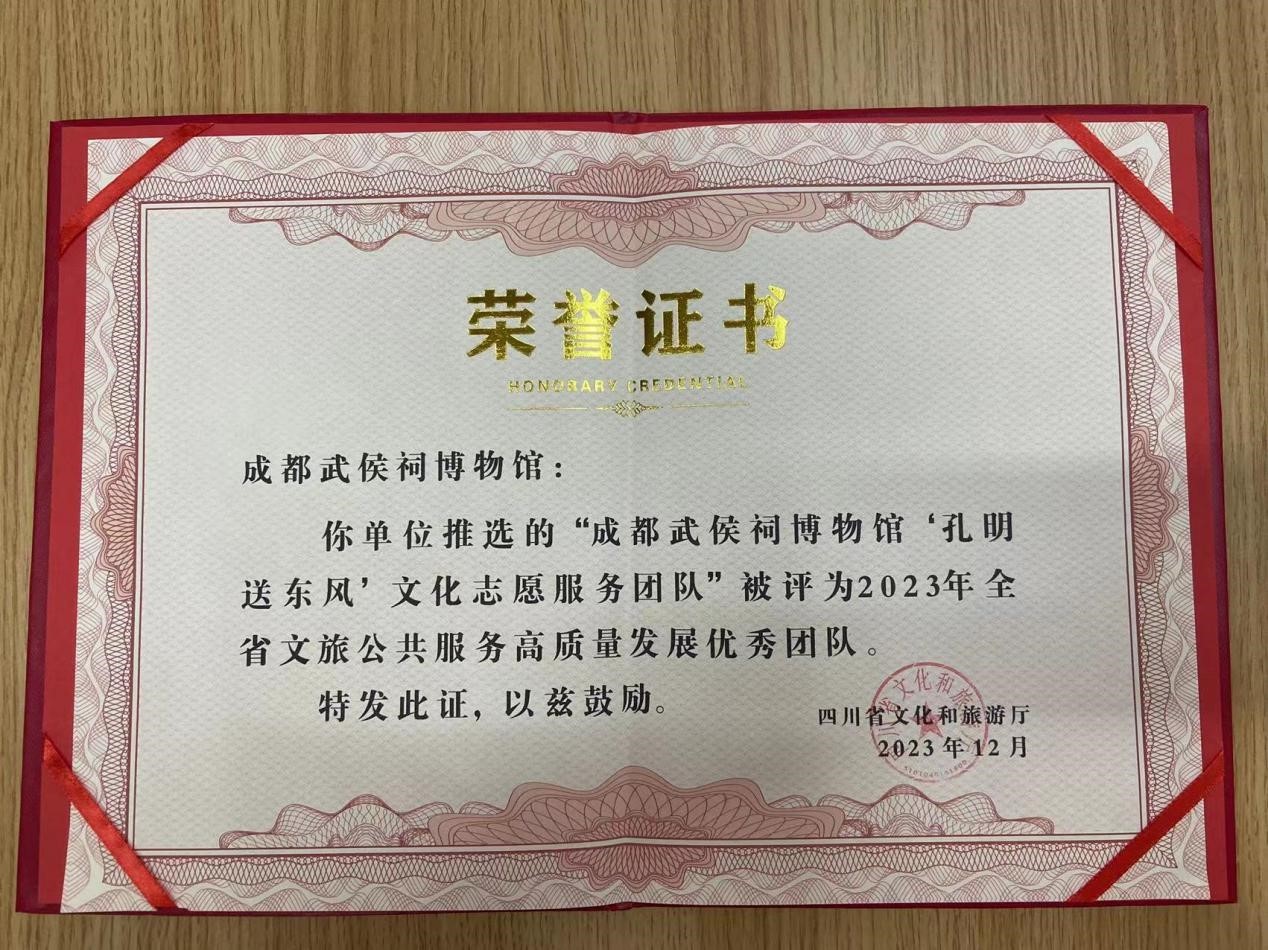 荣誉证书
HONORARY CREDENTIAL
成都武侯祠博物馆：
你单位推选的“成都武侯祠博物馆‘孔明
送东风’文化志愿服务团队”被评为2023年全
省文旅公共服务高质量发展优秀团队。
特发此证，以兹鼓励。
四川省文化和旅游厅
2023年12月